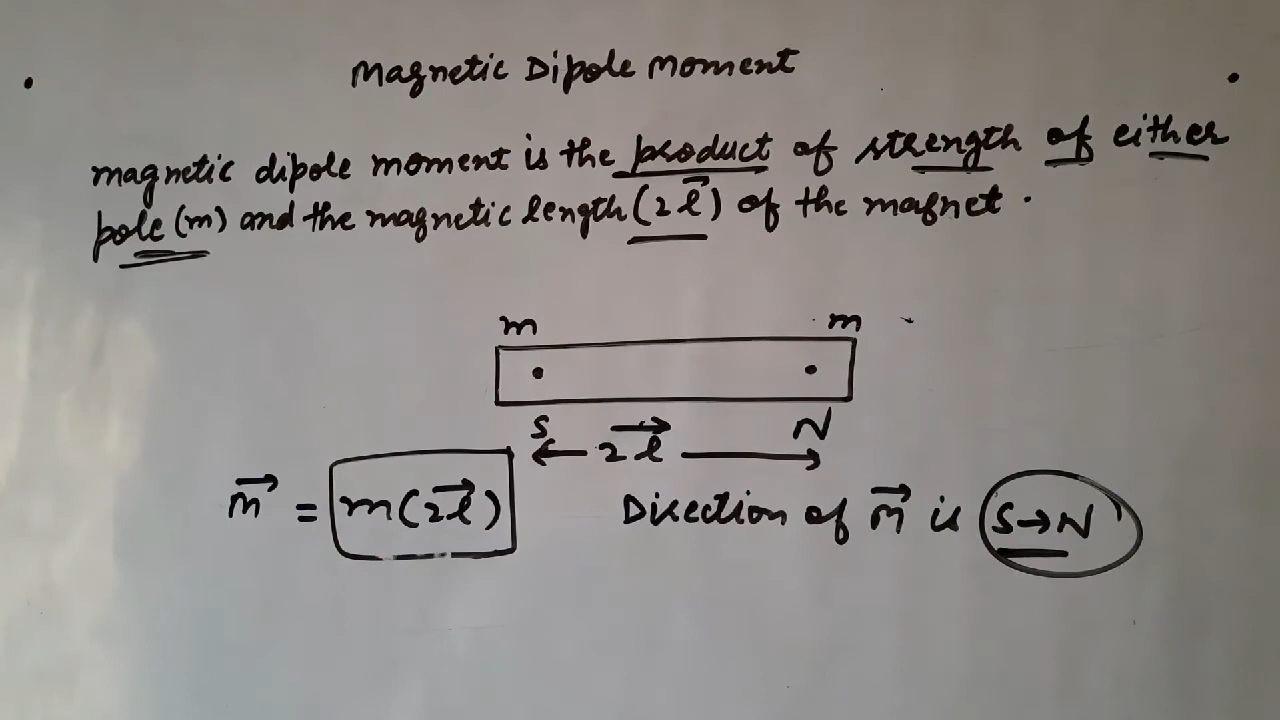 Magnetic Dipole Moment
magnetic dipole moment is the product of strength of either
pole (m) and the magnetic length (2l⃗) of the magnet.
m m
S N
2l⃗
m⃗ = m(2l⃗) Direction of m⃗ is S→N